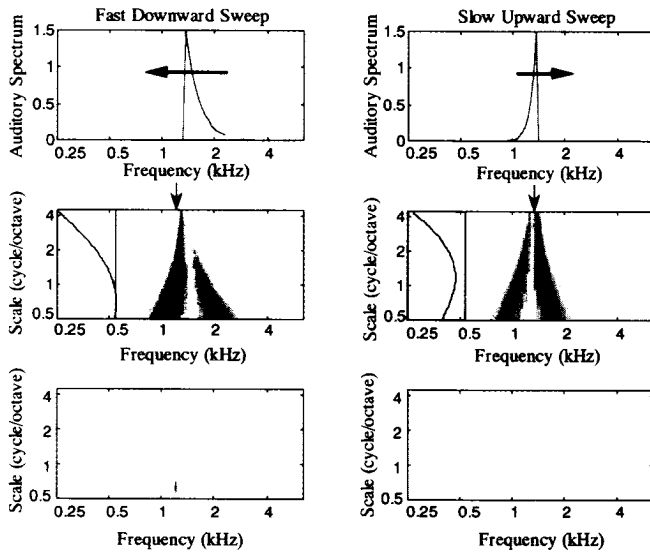 Fast Downward Sweep
Auditory Spectrum
1.5
1
0.5
0
0.25 0.5 1 2 4
Frequency (kHz)
Scale (cycle/octave)
4
2
1
0.5
0.25 0.5 1 2 4
Frequency (kHz)
Scale (cycle/octave)
4
2
1
0.5
0.25 0.5 1 2 4
Frequency (kHz)
Slow Upward Sweep
Auditory Spectrum
1.5
1
0.5
0
0.25 0.5 1 2 4
Frequency (kHz)
Scale (cycle/octave)
4
2
1
0.5
0.25 0.5 1 2 4
Frequency (kHz)
Scale (cycle/octave)
4
2
1
0.5
0.25 0.5 1 2 4
Frequency (kHz)